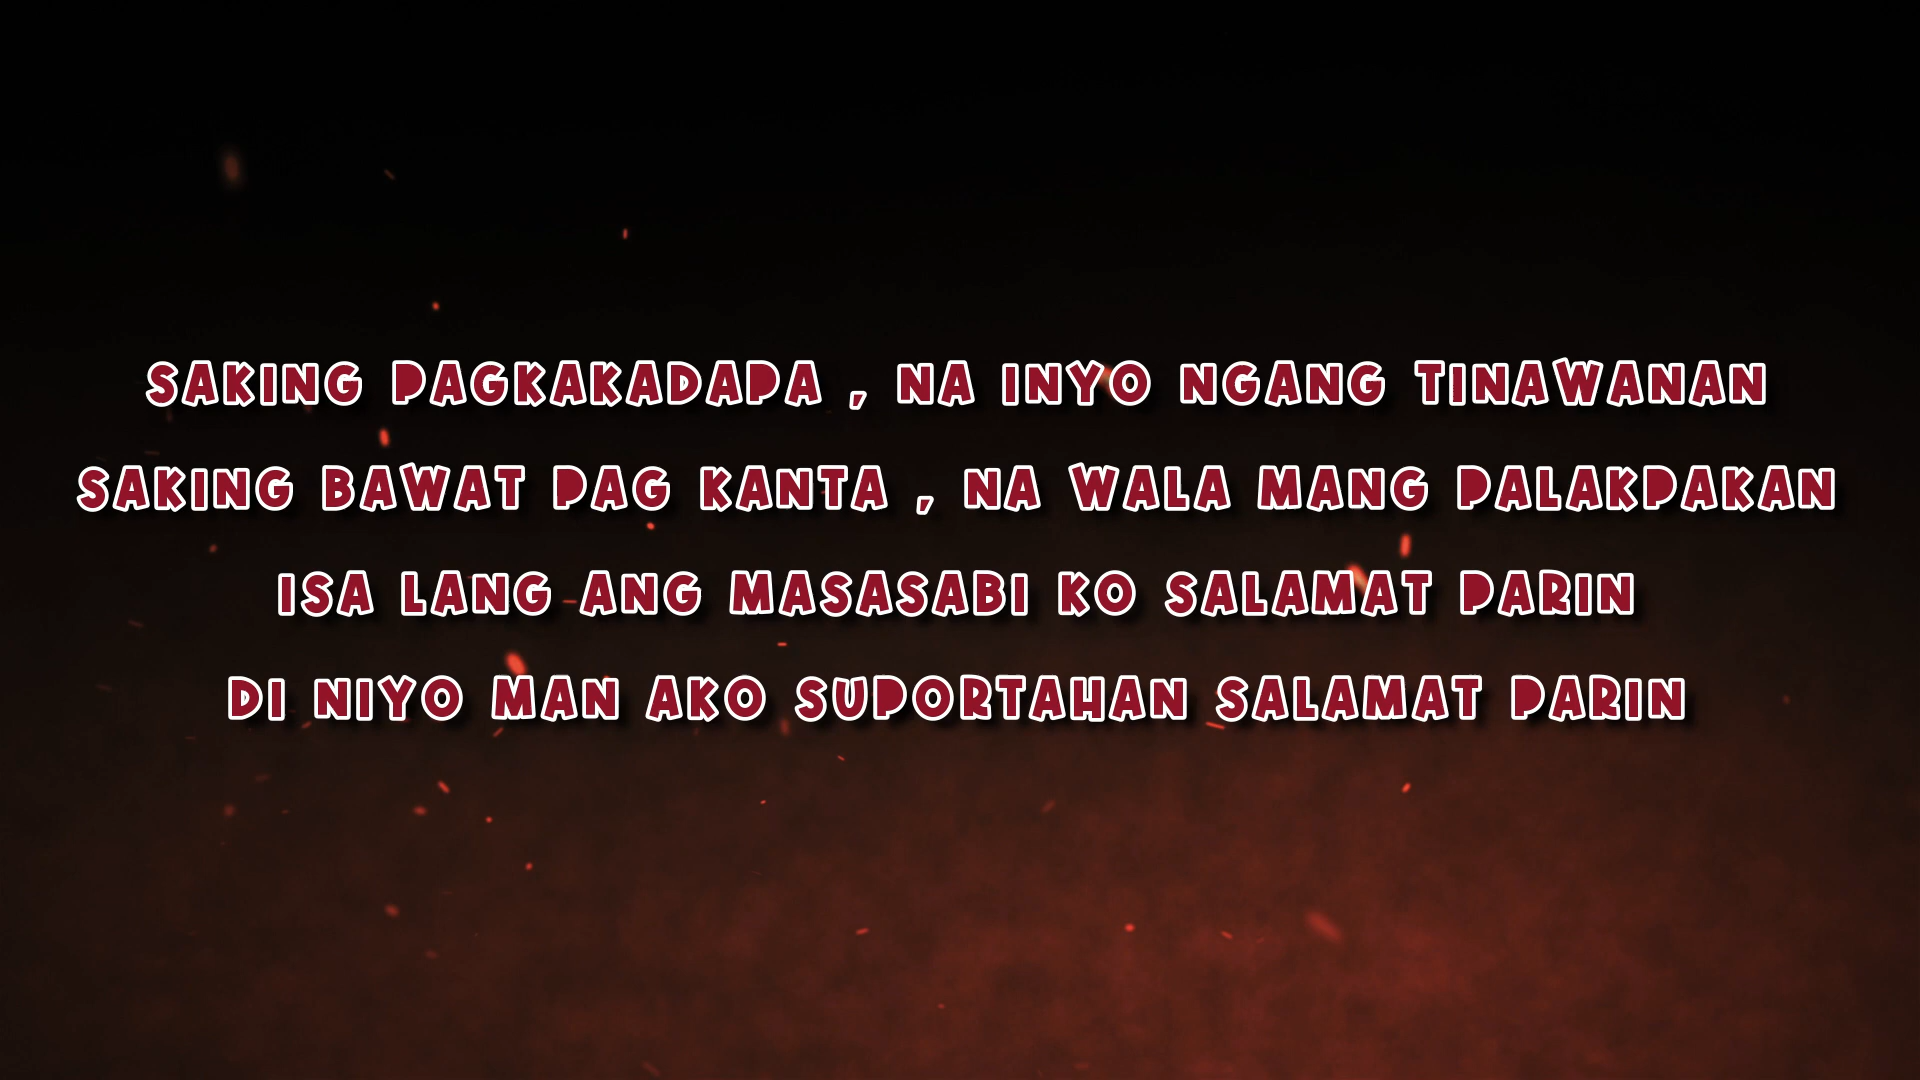 SAKING PAGKAKADAPA , NA INYO NGANG TINAWANAN
SAKING BAWAT PAG KANTA , NA WALA MANG PALAKPAKAN
ISA LANG ANG MASASABI KO SALAMAT PARIN
DI NIYO MAN AKO SUPORTAHAN SALAMAT PARIN